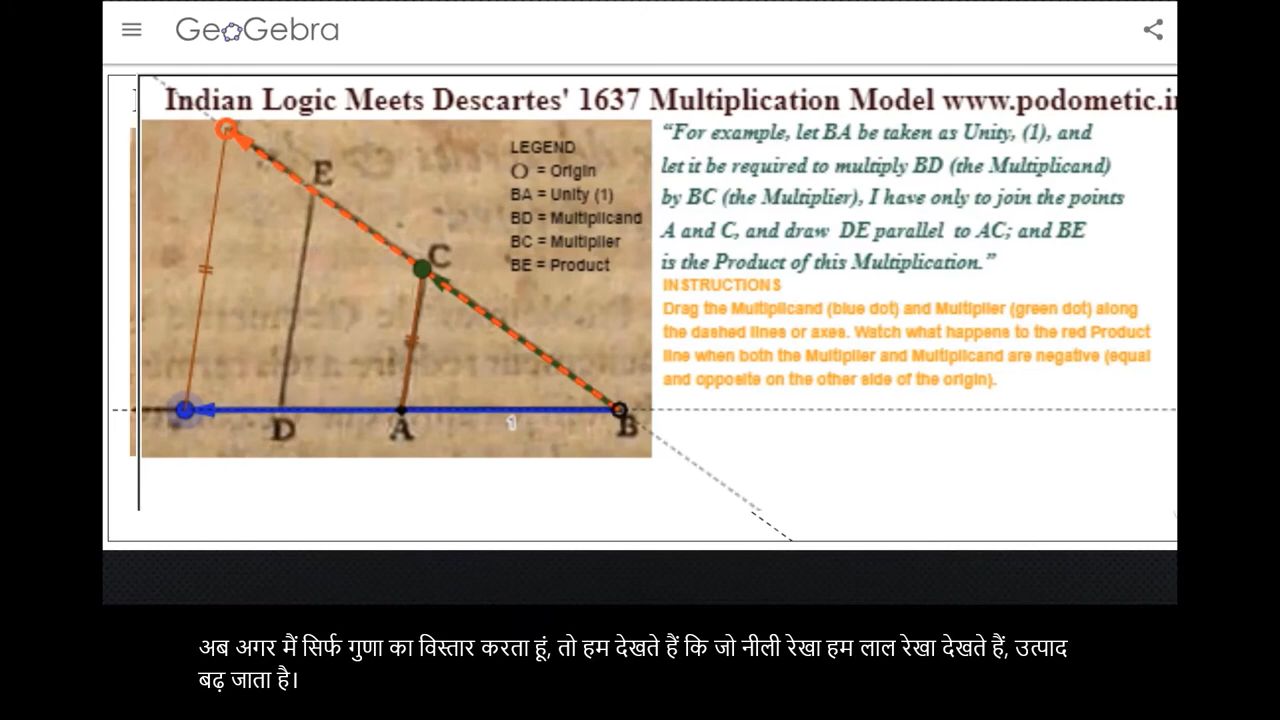 GeoGebra
Indian Logic Meets Descartes' 1637 Multiplication Model www.podometic.i
LEGEND
O = Origin
BA = Unity (1)
BD = Multiplicand
BC = Multiplier
BE = Product
E
C
D
A
1
B
“For example, let BA be taken as Unity, (1), and
let it be required to multiply BD (the Multiplicand)
by BC (the Multiplier), I have only to join the points
A and C, and draw DE parallel to AC; and BE
is the Product of this Multiplication.”
INSTRUCTIONS
Drag the Multiplicand (blue dot) and Multiplier (green dot) along
the dashed lines or axes. Watch what happens to the red Product
line when both the Multiplier and Multiplicand are negative (equal
and opposite on the other side of the origin).
अब अगर मैं सिर्फ गुणा का विस्तार करता हूं, तो हम देखते हैं कि जो नीली रेखा हम लाल रेखा देखते हैं, उत्पाद
बढ़ जाता है।